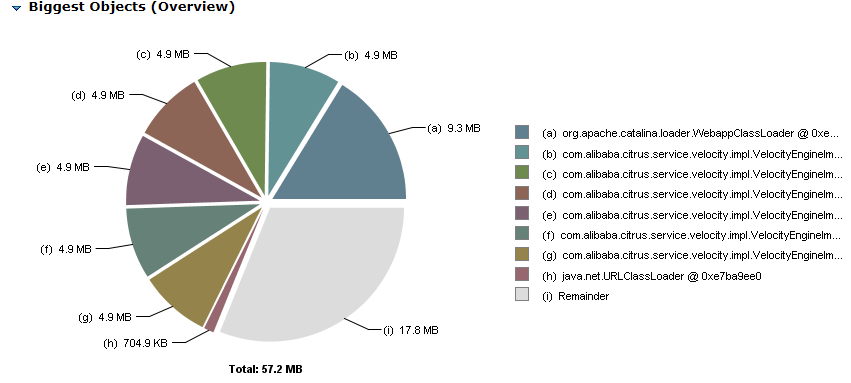 Biggest Objects (Overview)
(c) 4.9 MB
(b) 4.9 MB
(d) 4.9 MB
(a) 9.3 MB
(e) 4.9 MB
(f) 4.9 MB
(g) 4.9 MB
(i) 17.8 MB
(h) 704.9 KB
Total: 57.2 MB
(a) org.apache.catalina.loader.WebappClassLoader @ 0xe...
(b) com.alibaba.citrus.service.velocity.impl.VelocityEngineIm...
(c) com.alibaba.citrus.service.velocity.impl.VelocityEngineIm...
(d) com.alibaba.citrus.service.velocity.impl.VelocityEngineIm...
(e) com.alibaba.citrus.service.velocity.impl.VelocityEngineIm...
(f) com.alibaba.citrus.service.velocity.impl.VelocityEngineIm...
(g) com.alibaba.citrus.service.velocity.impl.VelocityEngineIm...
(h) java.net.URLClassLoader @ 0xe7ba9ee0
(i) Remainder